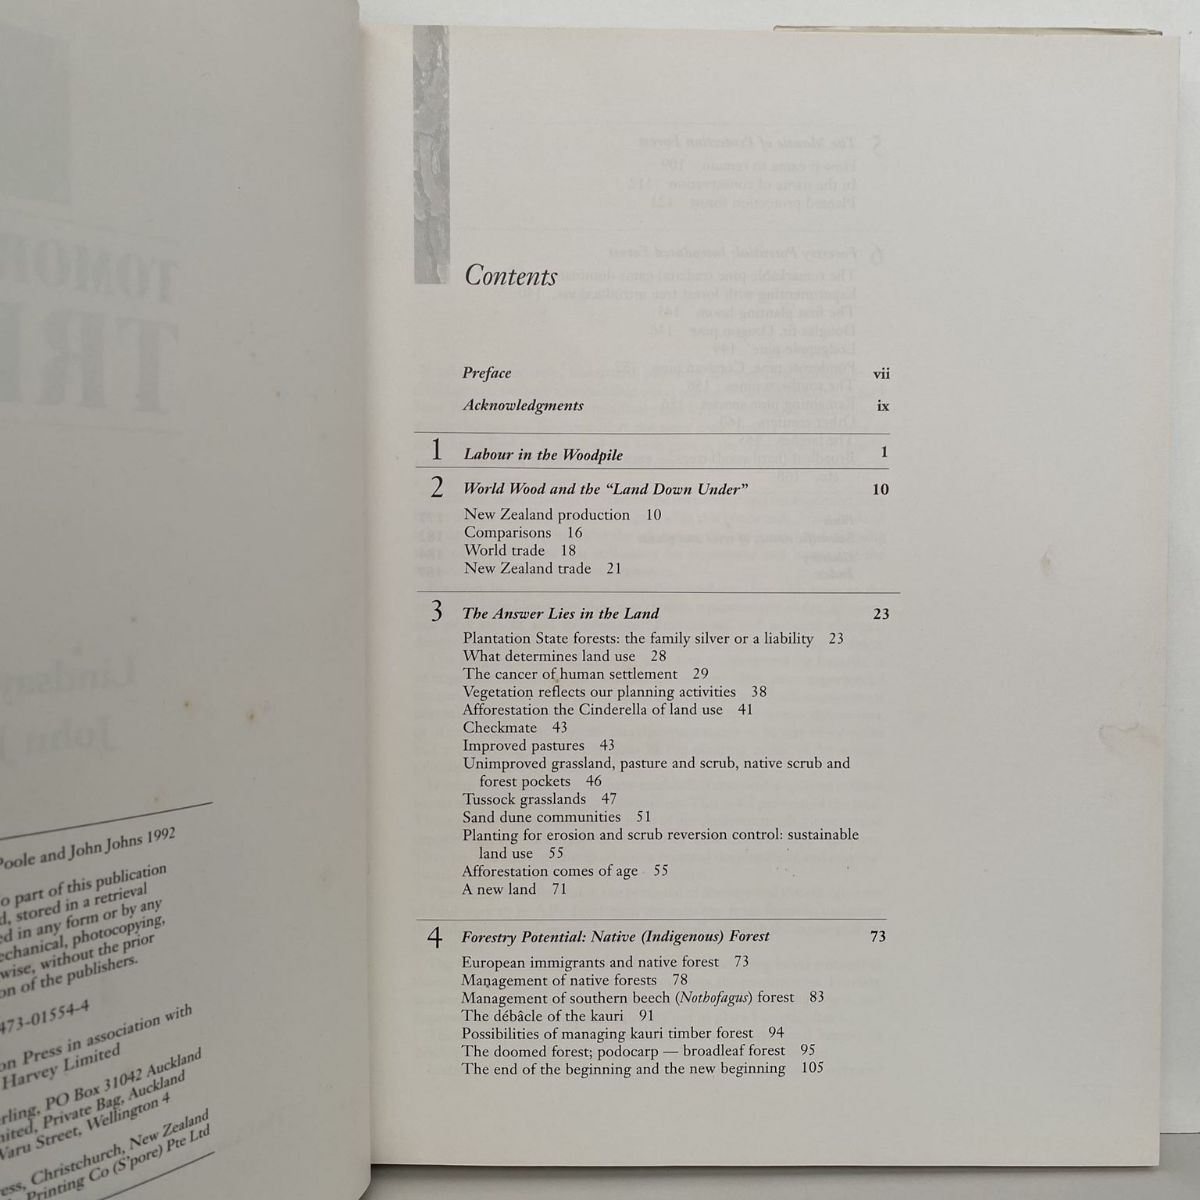 Poole and John Johns 1992
o part of this publication
d, stored in a retrieval
ed in any form or by any
echanical, photocopying,
wise, without the prior
on of the publishers.
473-01554-4
on Press in association with
Harvey Limited
rling, PO Box 31042 Auckland
nited, Private Bag, Auckland
Varu Street, Wellington 4
ess, Christchurch, New Zealand
Printing Co (S'pore) Pte Ltd
Contents
Preface vii
Acknowledgments ix
1 Labour in the Woodpile 1
2 World Wood and the “Land Down Under” 10
New Zealand production 10
Comparisons 16
World trade 18
New Zealand trade 21
3 The Answer Lies in the Land 23
Plantation State forests: the family silver or a liability 23
What determines land use 28
The cancer of human settlement 29
Vegetation reflects our planning activities 38
Afforestation the Cinderella of land use 41
Checkmate 43
Improved pastures 43
Unimproved grassland, pasture and scrub, native scrub and
forest pockets 46
Tussock grasslands 47
Sand dune communities 51
Planting for erosion and scrub reversion control: sustainable
land use 55
Afforestation comes of age 55
A new land 71
4 Forestry Potential: Native (Indigenous) Forest 73
European immigrants and native forest 73
Management of native forests 78
Management of southern beech (Nothofagus) forest 83
The débâcle of the kauri 91
Possibilities of managing kauri timber forest 94
The doomed forest; podocarp — broadleaf forest 95
The end of the beginning and the new beginning 105